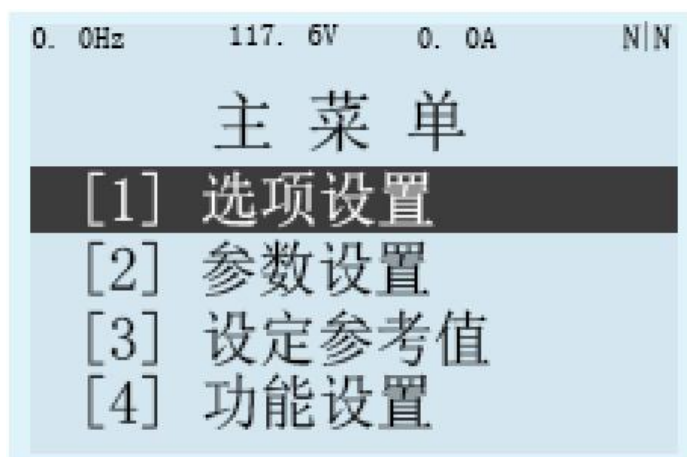 0. 0Hz 117. 6V 0. 0A N|N
主菜单
[1] 选项设置
[2] 参数设置
[3] 设定参考值
[4] 功能设置